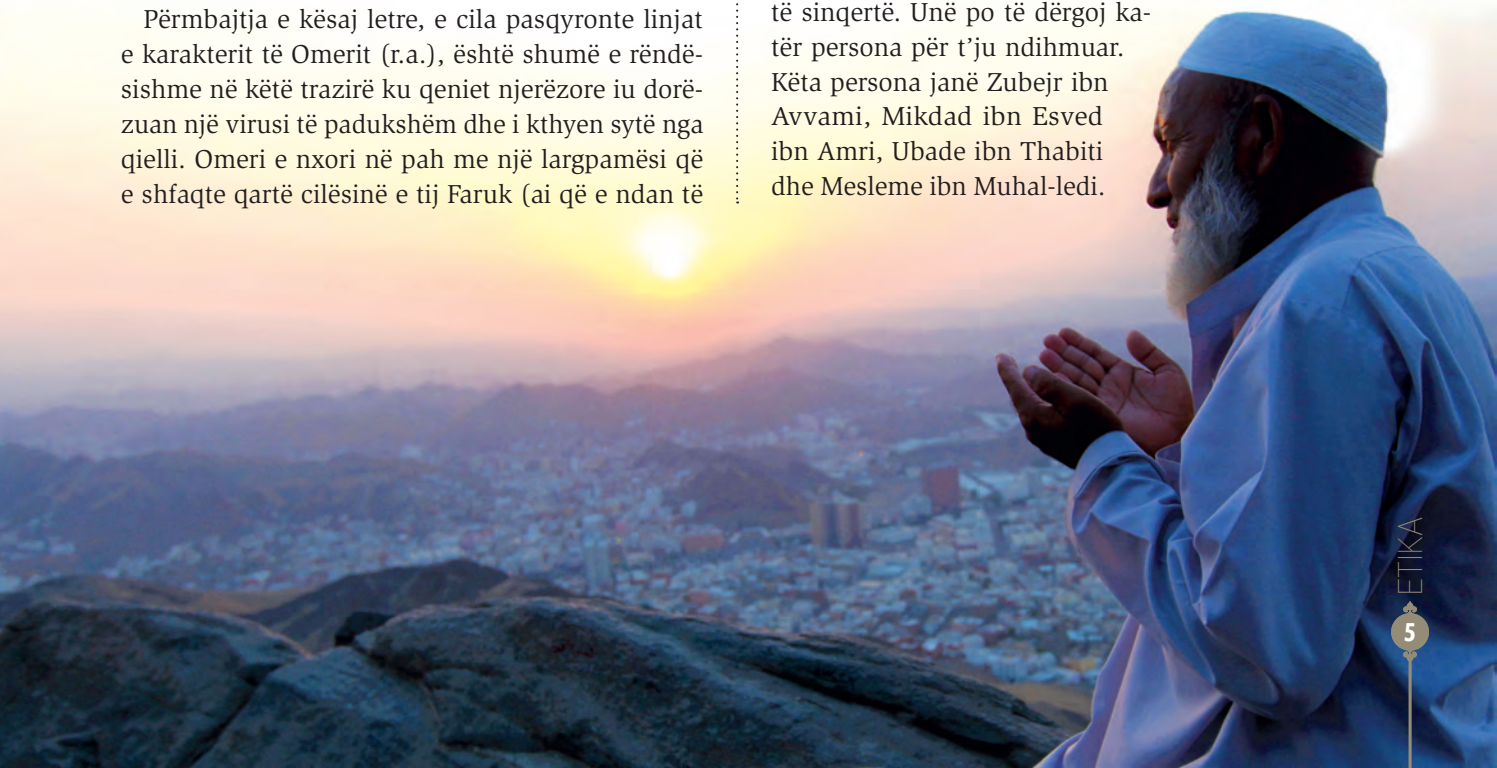 Përmbajtja e kësaj letre, e cila pasqyronte linjat
e karakterit të Omerit (r.a.), është shumë e rëndë-
sishme në këtë trazirë ku qeniet njerëzore iu dorë-
zuan një virusi të padukshëm dhe i kthyen sytë nga
qielli. Omeri e nxori në pah me një largpamësi që
e shfaqte qartë cilësinë e tij Faruk (ai që e ndan të
të sinqertë. Unë po të dërgoj ka-
tër persona për t’ju ndihmuar.
Këta persona janë Zubejr ibn
Avvami, Mikdad ibn Esved
ibn Amri, Ubade ibn Thabiti
dhe Mesleme ibn Muhal-ledi.
ETIKA
5